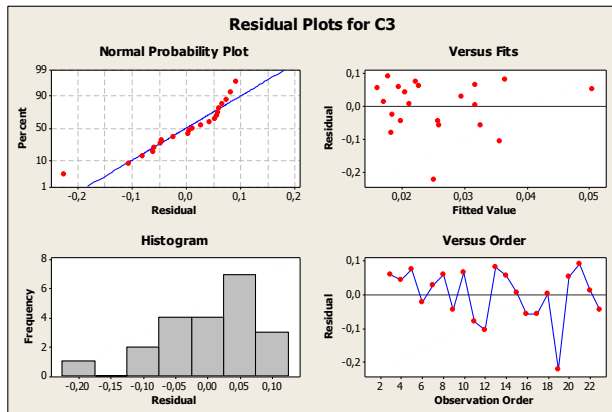 Residual Plots for C3
Normal Probability Plot
Percent
99
90
50
10
1
-0,2 -0,1 0,0 0,1 0,2
Residual
Versus Fits
Residual
0,1
0,0
-0,1
-0,2
0,02 0,03 0,04 0,05
Fitted Value
Histogram
Frequency
8
6
4
2
0
-0,20 -0,15 -0,10 -0,05 0,00 0,05 0,10
Residual
Versus Order
Residual
0,1
0,0
-0,1
-0,2
2 4 6 8 10 12 14 16 18 20 22
Observation Order